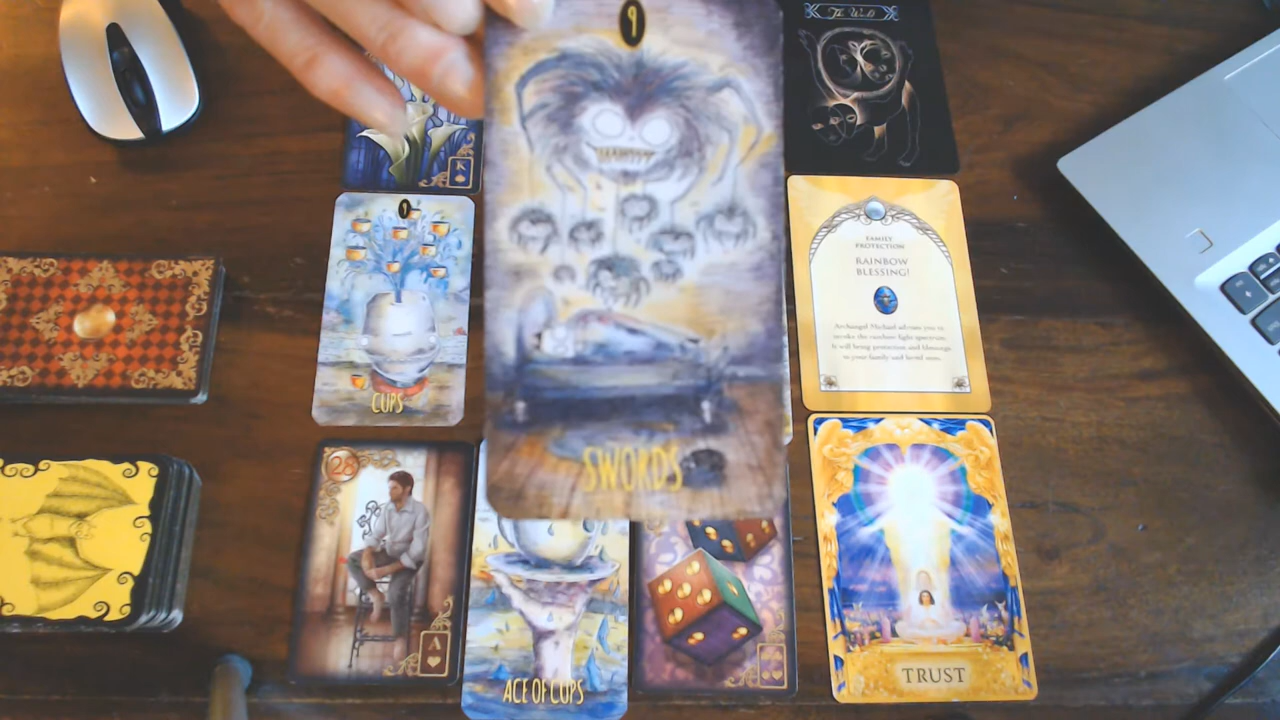 9
The World
K
9
FAMILY
PROTECTION
RAINBOW
BLESSING!
Archangel Michael advises you to
invoke the rainbow light spectrum.
It will bring protection and blessings
to your family and loved ones.
CUPS
SWORDS
28
A
ACE OF CUPS
TRUST